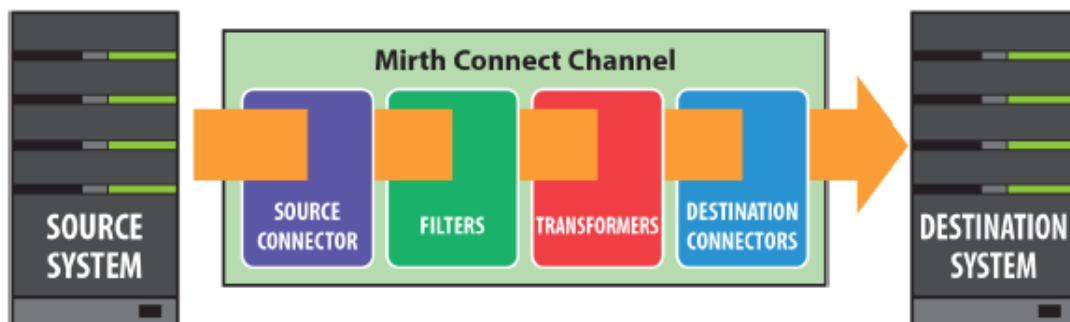 Mirth Connect Channel
SOURCE
SYSTEM
SOURCE
CONNECTOR
FILTERS
TRANSFORMERS
DESTINATION
CONNECTORS
DESTINATION
SYSTEM